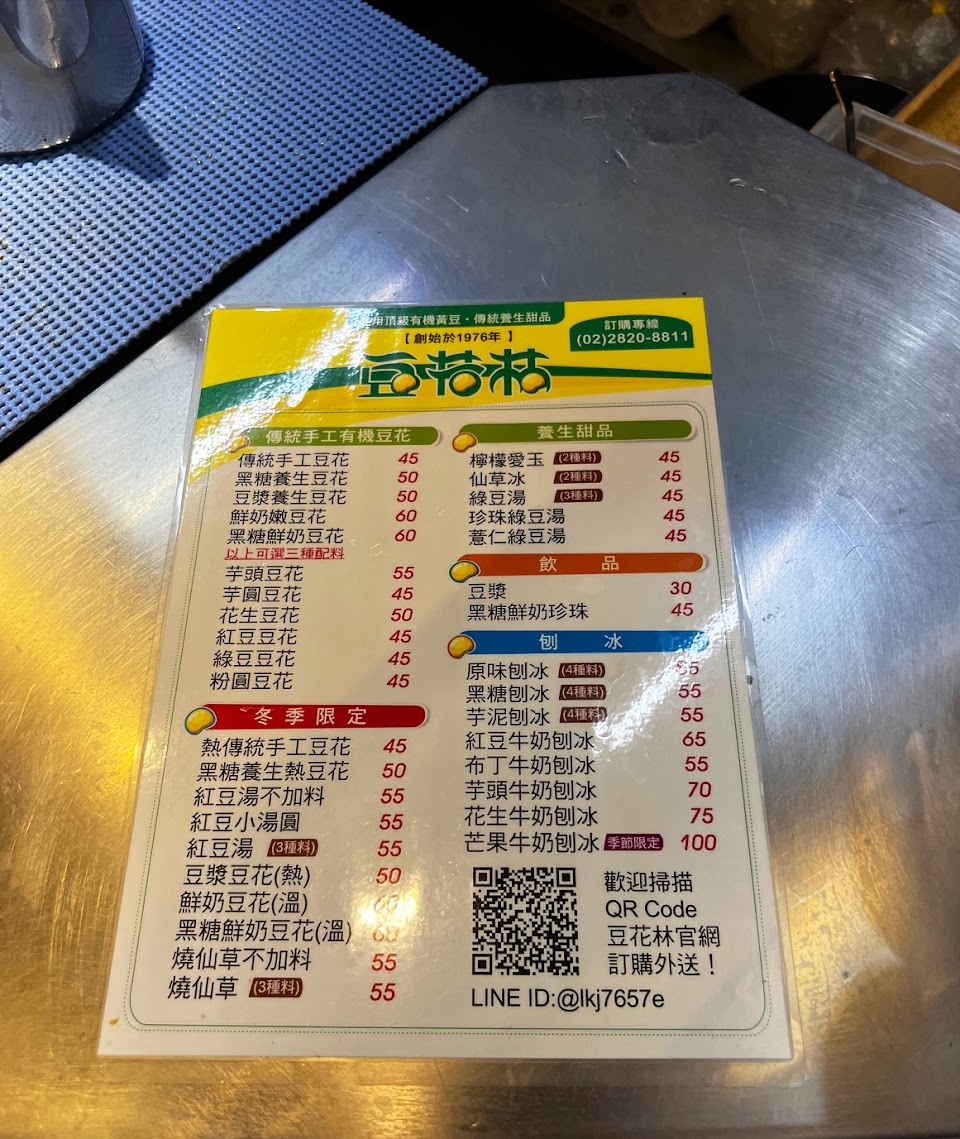 用頂級有機黃豆・傳統養生甜品
【 創始於1976年 】
豆花林
訂購專線
(02)2820-8811
傳統手工有機豆花
傳統手工豆花 45
黑糖養生豆花 50
豆漿養生豆花 50
鮮奶嫩豆花 60
黑糖鮮奶豆花 60
以上可選三種配料
芋頭豆花 55
芋圓豆花 45
花生豆花 50
紅豆豆花 45
綠豆豆花 45
粉圓豆花 45
冬季限定
熱傳統手工豆花 45
黑糖養生熱豆花 50
紅豆湯不加料 55
紅豆小湯圓 55
紅豆湯 (3種料) 55
豆漿豆花(熱) 50
鮮奶豆花(溫) 60
黑糖鮮奶豆花(溫) 60
燒仙草不加料 55
燒仙草 (3種料) 55
養生甜品
檸檬愛玉 (2種料) 45
仙草冰 (2種料) 45
綠豆湯 (3種料) 45
珍珠綠豆湯 45
薏仁綠豆湯 45
飲品
豆漿 30
黑糖鮮奶珍珠 45
刨冰
原味刨冰 (4種料)
黑糖刨冰 (4種料) 55
芋泥刨冰 (4種料) 55
紅豆牛奶刨冰 65
布丁牛奶刨冰 55
芋頭牛奶刨冰 70
花生牛奶刨冰 75
芒果牛奶刨冰 季節限定 100
歡迎掃描
QR Code
豆花林官網
訂購外送！
LINE ID:@lkj7657e